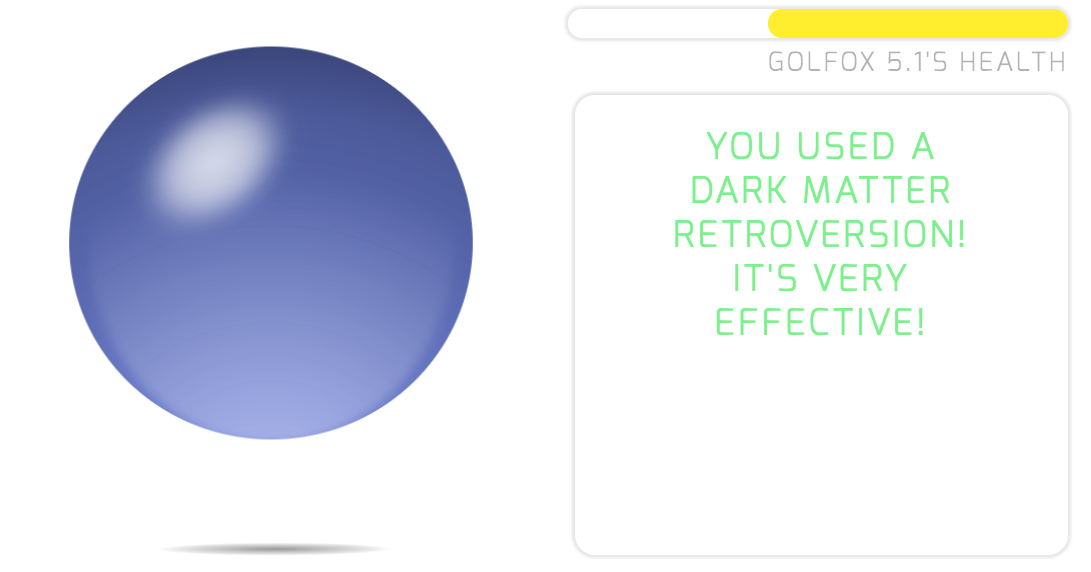 GOLFOX 5.1'S HEALTH
YOU USED A
DARK MATTER
RETROVERSION!
IT'S VERY
EFFECTIVE!